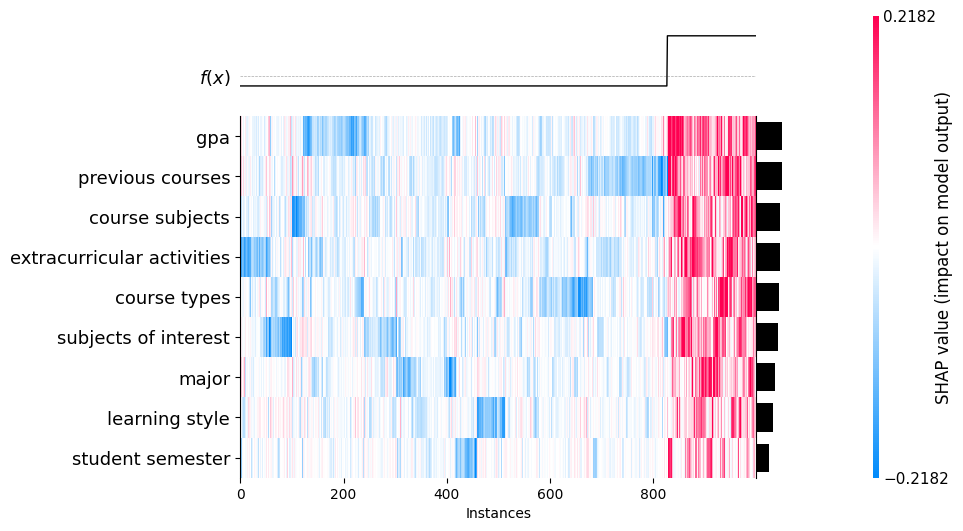 0.2182
f(x)
gpa
previous courses
course subjects
extracurricular activities
course types
subjects of interest
major
learning style
student semester
0 200 400 600 800
Instances
SHAP value (impact on model output)
−0.2182